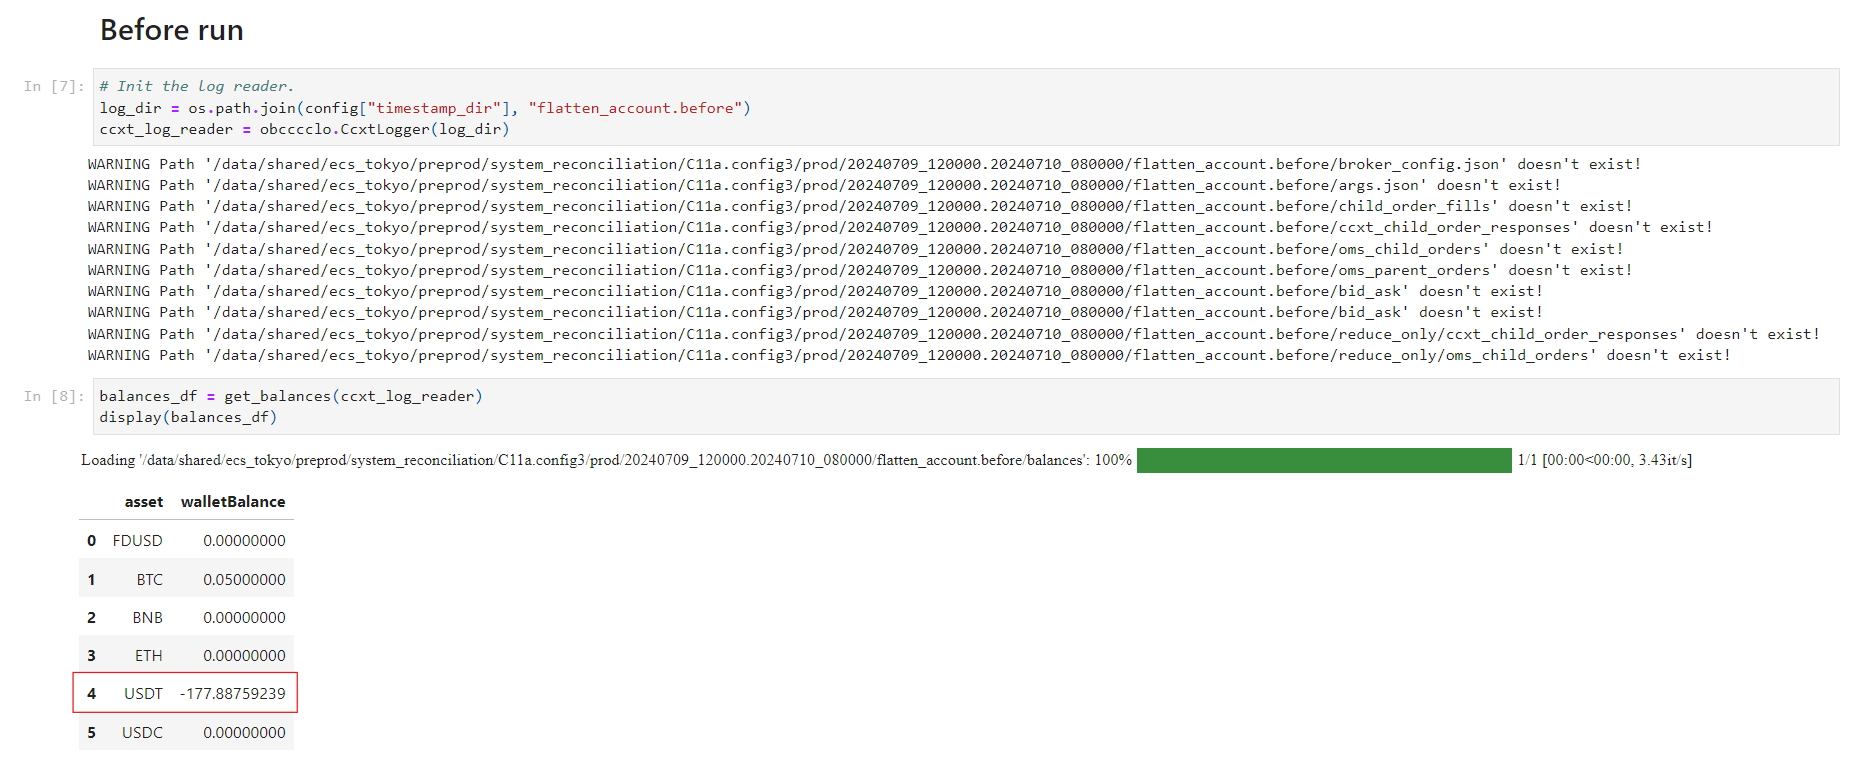 Before run
In [7]:
# Init the log reader.
log_dir = os.path.join(config["timestamp_dir"], "flatten_account.before")
ccxt_log_reader = obcccclo.CcxtLogger(log_dir)
WARNING Path '/data/shared/ecs_tokyo/preprod/system_reconciliation/C11a.config3/prod/20240709_120000.20240710_080000/flatten_account.before/broker_config.json' doesn't exist!
WARNING Path '/data/shared/ecs_tokyo/preprod/system_reconciliation/C11a.config3/prod/20240709_120000.20240710_080000/flatten_account.before/args.json' doesn't exist!
WARNING Path '/data/shared/ecs_tokyo/preprod/system_reconciliation/C11a.config3/prod/20240709_120000.20240710_080000/flatten_account.before/child_order_fills' doesn't exist!
WARNING Path '/data/shared/ecs_tokyo/preprod/system_reconciliation/C11a.config3/prod/20240709_120000.20240710_080000/flatten_account.before/ccxt_child_order_responses' doesn't exist!
WARNING Path '/data/shared/ecs_tokyo/preprod/system_reconciliation/C11a.config3/prod/20240709_120000.20240710_080000/flatten_account.before/oms_child_orders' doesn't exist!
WARNING Path '/data/shared/ecs_tokyo/preprod/system_reconciliation/C11a.config3/prod/20240709_120000.20240710_080000/flatten_account.before/oms_parent_orders' doesn't exist!
WARNING Path '/data/shared/ecs_tokyo/preprod/system_reconciliation/C11a.config3/prod/20240709_120000.20240710_080000/flatten_account.before/bid_ask' doesn't exist!
WARNING Path '/data/shared/ecs_tokyo/preprod/system_reconciliation/C11a.config3/prod/20240709_120000.20240710_080000/flatten_account.before/bid_ask' doesn't exist!
WARNING Path '/data/shared/ecs_tokyo/preprod/system_reconciliation/C11a.config3/prod/20240709_120000.20240710_080000/flatten_account.before/reduce_only/ccxt_child_order_responses' doesn't exist!
WARNING Path '/data/shared/ecs_tokyo/preprod/system_reconciliation/C11a.config3/prod/20240709_120000.20240710_080000/flatten_account.before/reduce_only/oms_child_orders' doesn't exist!
In [8]:
balances_df = get_balances(ccxt_log_reader)
display(balances_df)
Loading '/data/shared/ecs_tokyo/preprod/system_reconciliation/C11a.config3/prod/20240709_120000.20240710_080000/flatten_account.before/balances': 100% 1/1 [00:00<00:00, 3.43it/s]
asset walletBalance
0 FDUSD 0.00000000
1 BTC 0.05000000
2 BNB 0.00000000
3 ETH 0.00000000
4 USDT -177.88759239
5 USDC 0.00000000